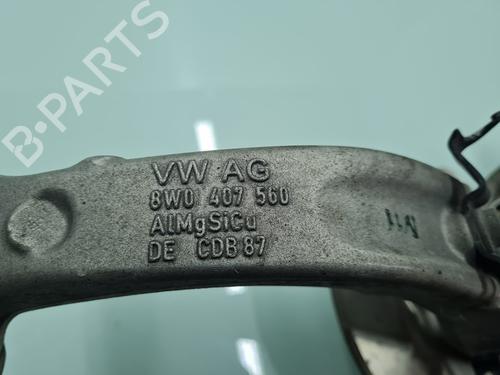 B-PARTS
VW AG
8W0 407 560
AlMgSiCu
DE CDB 87